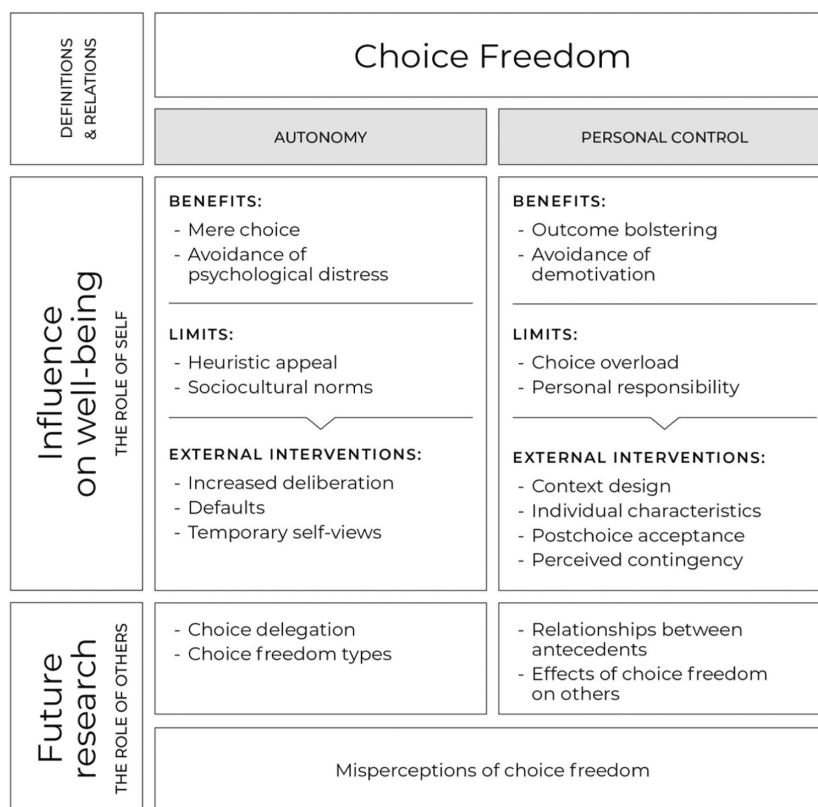 DEFINITIONS
& RELATIONS
Choice Freedom
AUTONOMY
PERSONAL CONTROL
Influence
on well-being
THE ROLE OF SELF
BENEFITS:
- Mere choice
- Avoidance of
psychological distress
LIMITS:
- Heuristic appeal
- Sociocultural norms
EXTERNAL INTERVENTIONS:
- Increased deliberation
- Defaults
- Temporary self-views
BENEFITS:
- Outcome bolstering
- Avoidance of
demotivation
LIMITS:
- Choice overload
- Personal responsibility
EXTERNAL INTERVENTIONS:
- Context design
- Individual characteristics
- Postchoice acceptance
- Perceived contingency
Future
research
THE ROLE OF OTHERS
- Choice delegation
- Choice freedom types
- Relationships between
antecedents
- Effects of choice freedom
on others
Misperceptions of choice freedom